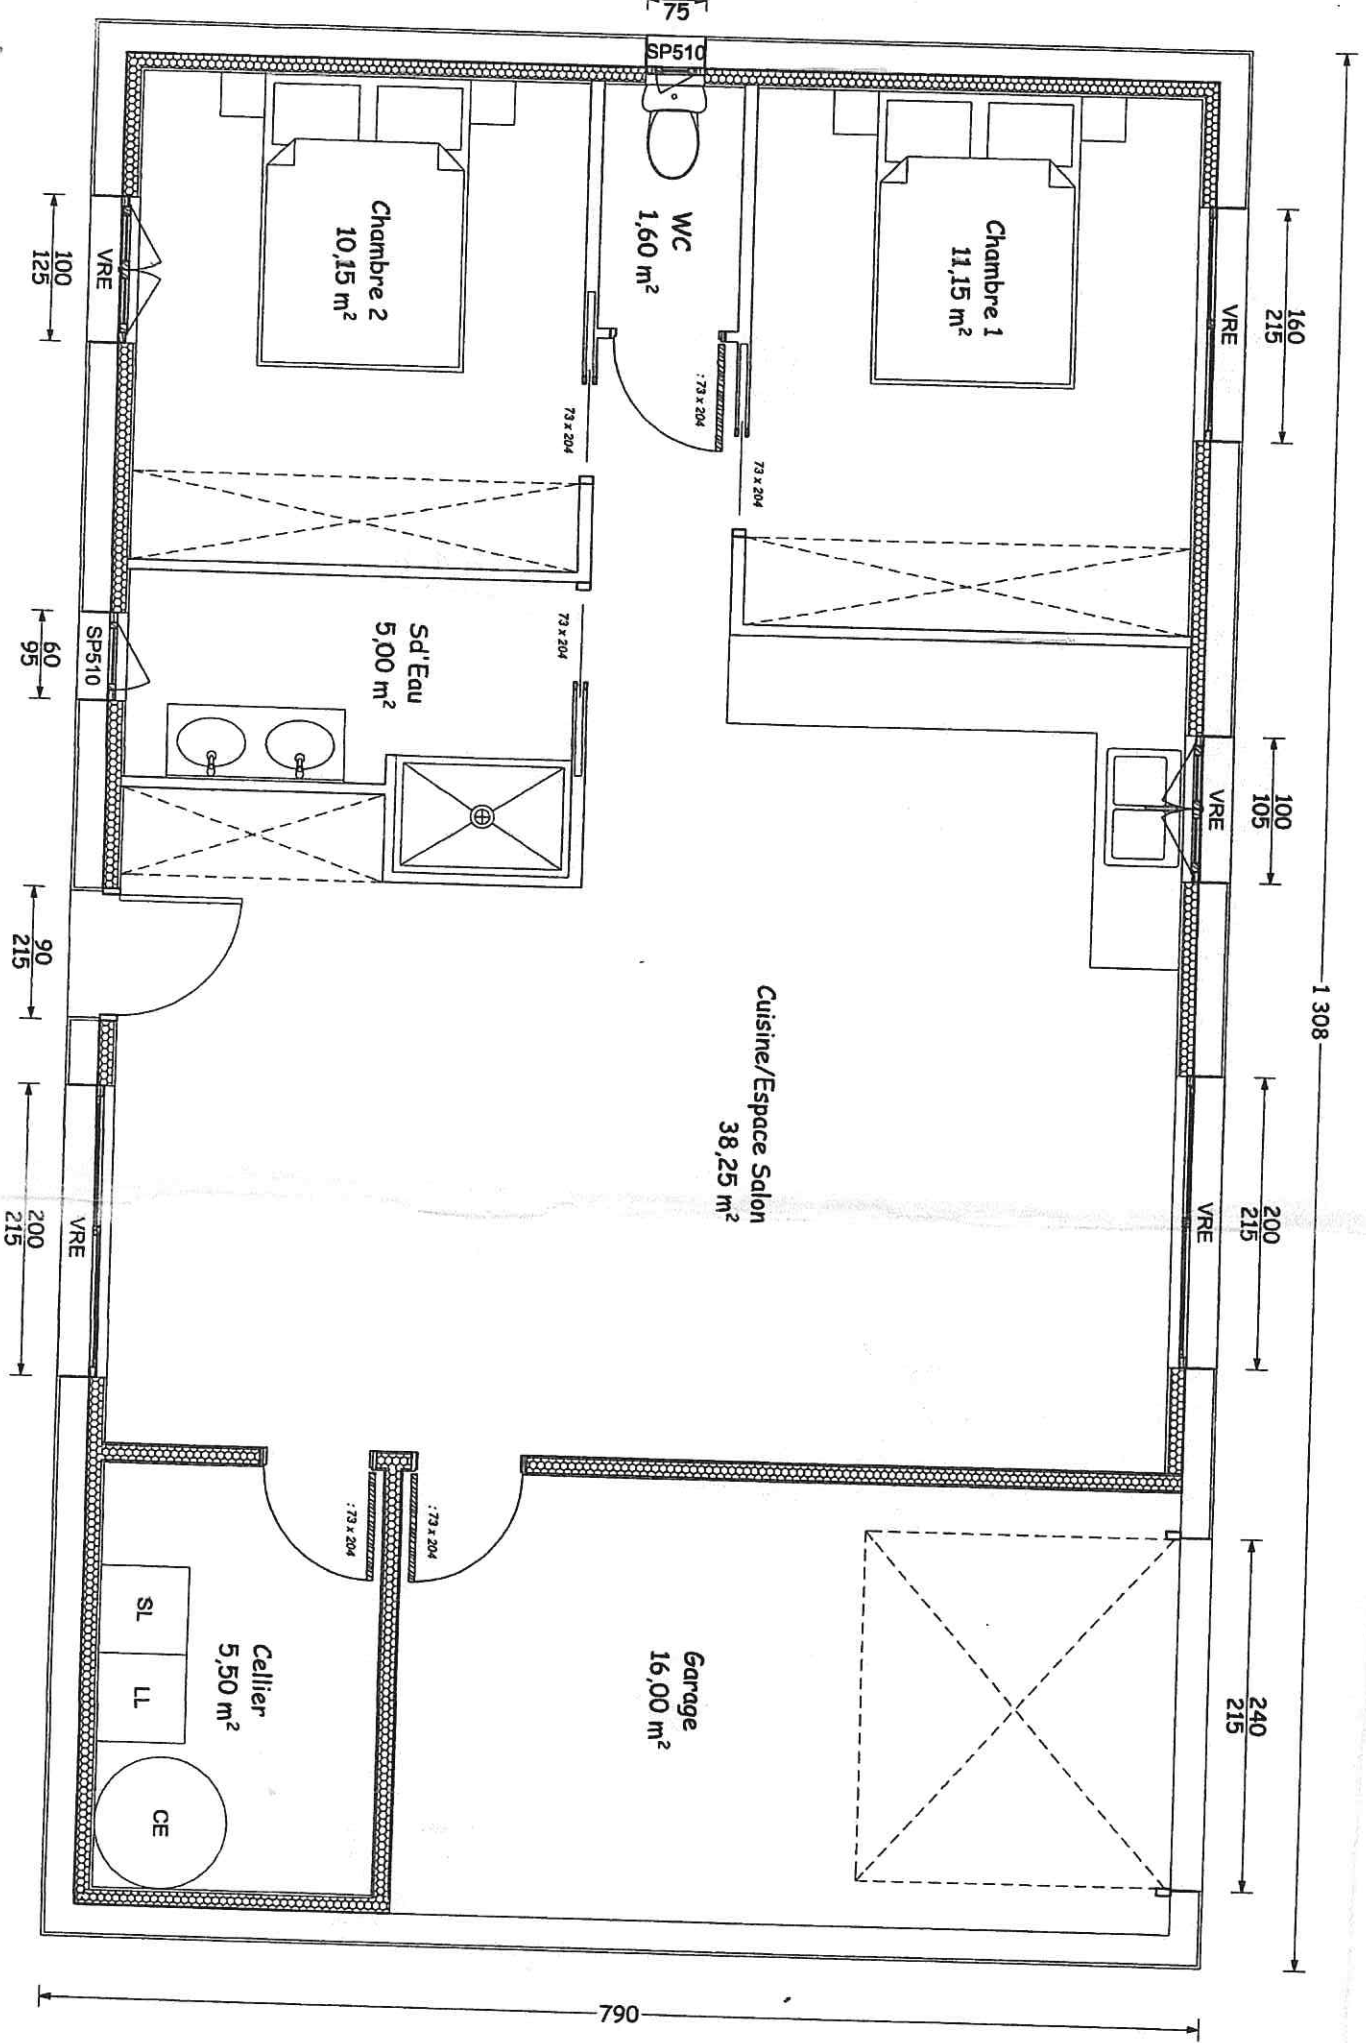 75
SP510
1 308
160
215
VRE
100
105
VRE
200
215
VRE
240
215
790
Chambre 1
11,15 m²
WC
1,60 m²
Chambre 2
10,15 m²
: 73 x 204
73 x 204
73 x 204
73 x 204
Sd'Eau
5,00 m²
Cuisine/Espace Salon
38,25 m²
: 73 x 204
: 73 x 204
Garage
16,00 m²
Cellier
5,50 m²
SL
LL
CE
VRE
100
125
SP510
60
95
90
215
VRE
200
215